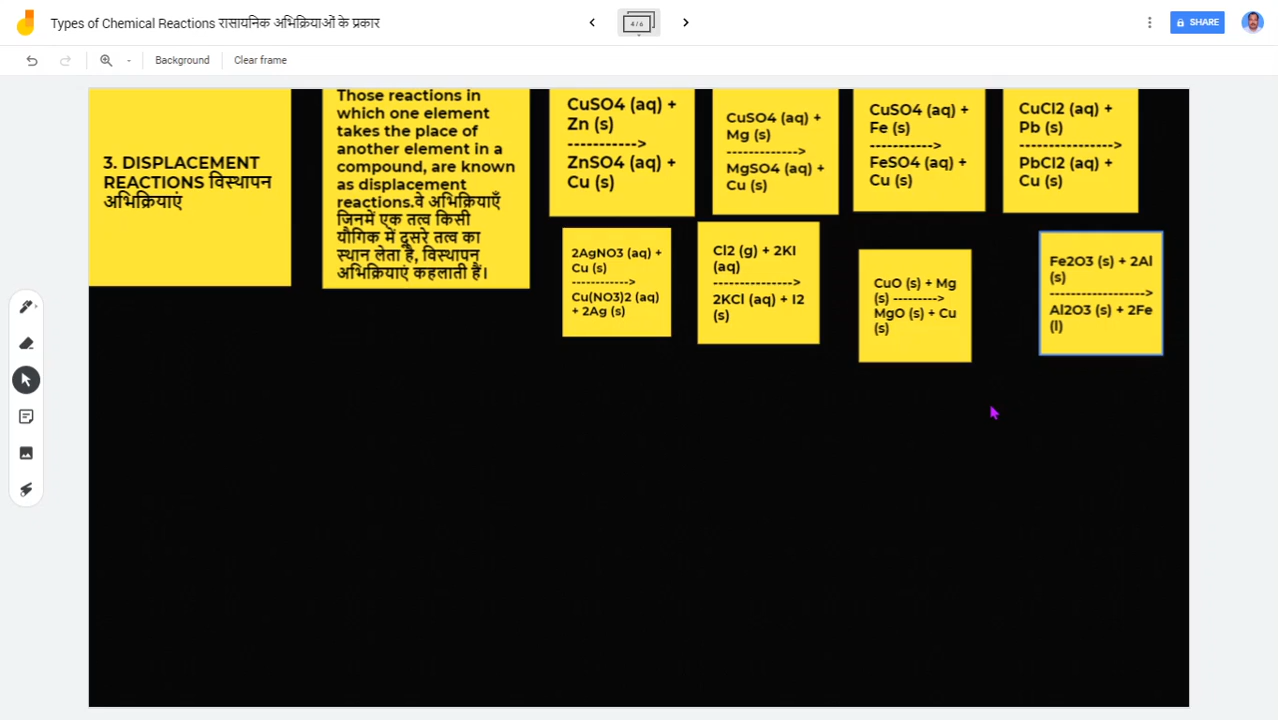 Types of Chemical Reactions रासायनिक अभिक्रियाओं के प्रकार
4 / 6
SHARE
Background
Clear frame
3. DISPLACEMENT
REACTIONS विस्थापन
अभिक्रियाएं
Those reactions in
which one element
takes the place of
another element in a
compound, are known
as displacement
reactions.वे अभिक्रियाएँ
जिनमें एक तत्व किसी
यौगिक में दूसरे तत्व का
स्थान लेता है, विस्थापन
अभिक्रियाएं कहलाती हैं।
CuSO4 (aq) +
Zn (s)
----------->
ZnSO4 (aq) +
Cu (s)
CuSO4 (aq) +
Mg (s)
------------->
MgSO4 (aq) +
Cu (s)
CuSO4 (aq) +
Fe (s)
----------->
FeSO4 (aq) +
Cu (s)
CuCl2 (aq) +
Pb (s)
---------------->
PbCl2 (aq) +
Cu (s)
2AgNO3 (aq) +
Cu (s)
------------>
Cu(NO3)2 (aq)
+ 2Ag (s)
Cl2 (g) + 2KI
(aq)
--------------->
2KCl (aq) + I2
(s)
CuO (s) + Mg
(s) --------->
MgO (s) + Cu
(s)
Fe2O3 (s) + 2Al
(s)
------------------>
Al2O3 (s) + 2Fe
(l)